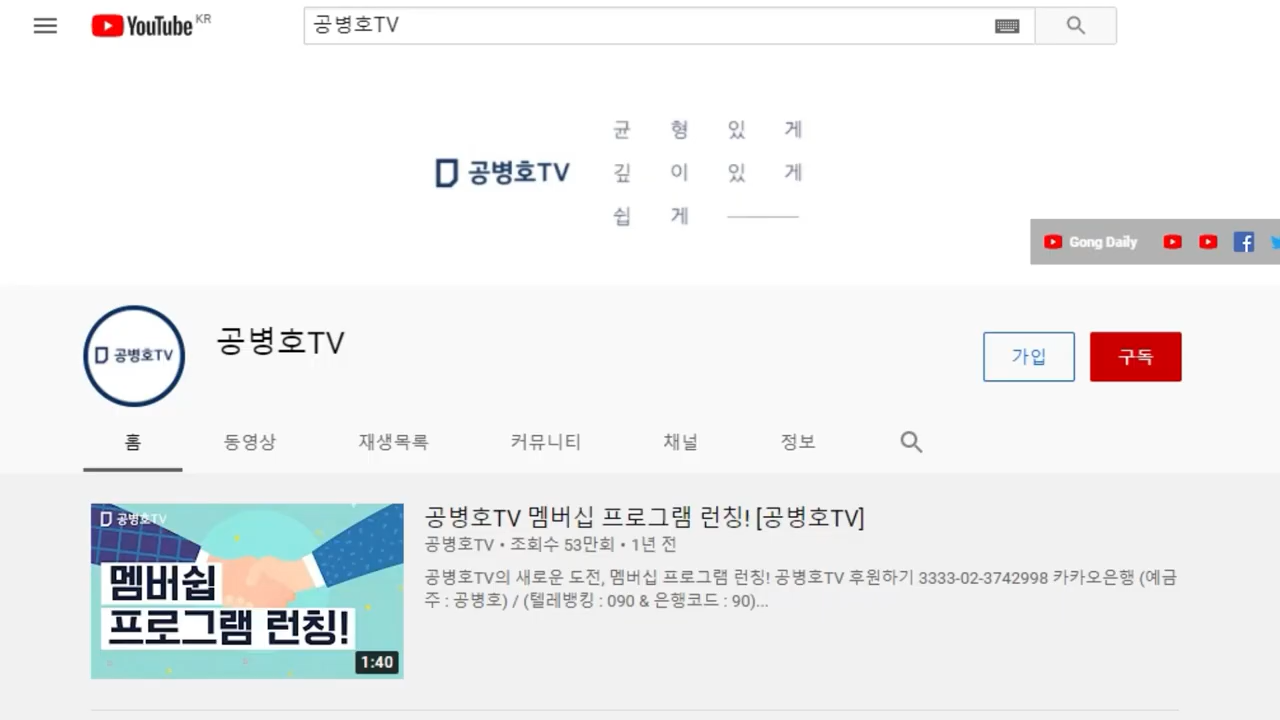 YouTube KR
공병호TV
균 형 있 게
공병호TV
깊 이 있 게
쉽 게
Gong Daily
공병호TV
공병호TV
가입
구독
홈 동영상 재생목록 커뮤니티 채널 정보
공병호TV
멤버쉽
프로그램 런칭!
1:40
공병호TV 멤버십 프로그램 런칭! [공병호TV]
공병호TV • 조회수 53만회 • 1년 전
공병호TV의 새로운 도전, 멤버십 프로그램 런칭! 공병호TV 후원하기 3333-02-3742998 카카오은행 (예금
주 : 공병호) / (텔레뱅킹 : 090 & 은행코드 : 90)...